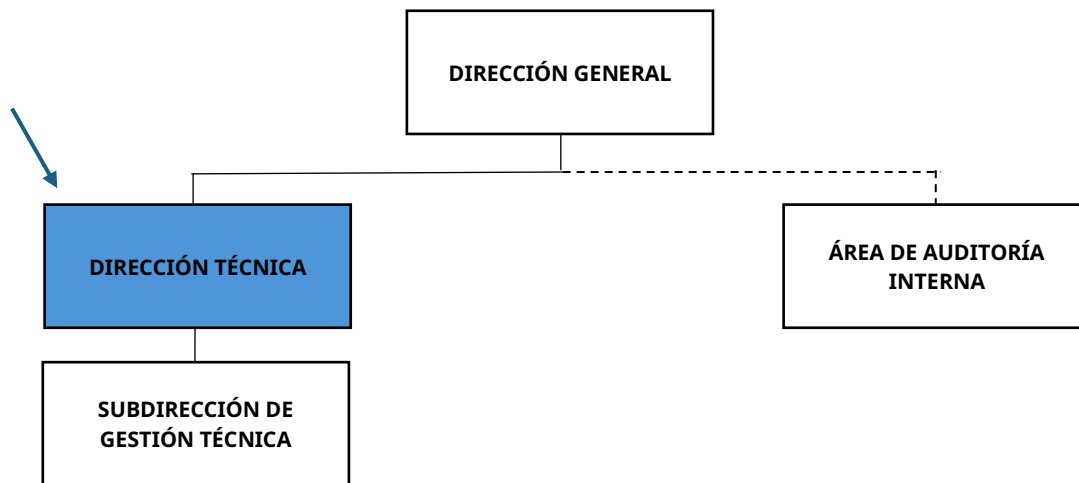 DIRECCIÓN GENERAL
DIRECCIÓN TÉCNICA
ÁREA DE AUDITORÍA
INTERNA
SUBDIRECCIÓN DE
GESTIÓN TÉCNICA